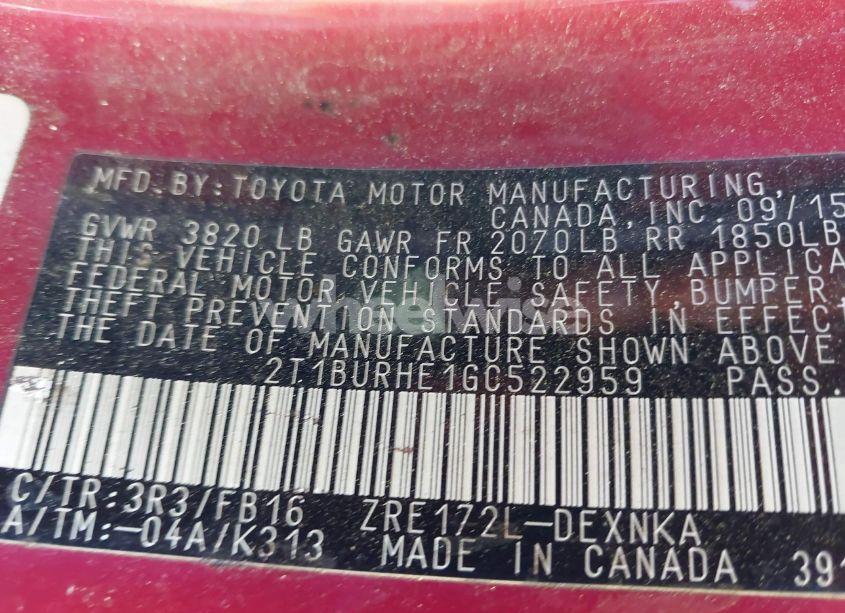 MFD.BY:TOYOTA MOTOR MANUFACTURING,
CANADA,INC. 09/15
GVWR 3820 LB GAWR FR 2070LB RR 1850LB
THIS VEHICLE CONFORMS TO ALL APPLICA
FEDERAL MOTOR VEHICLE SAFETY,BUMPER,
THEFT PREVENTION STANDARDS IN EFFECT
THE DATE OF MANUFACTURE SHOWN ABOVE
2T1BURHE1GC522959 PASS.
C/TR:3R3/FB16 ZRE172L-DEXNKA
A/TM:-04A/K313 MADE IN CANADA 391